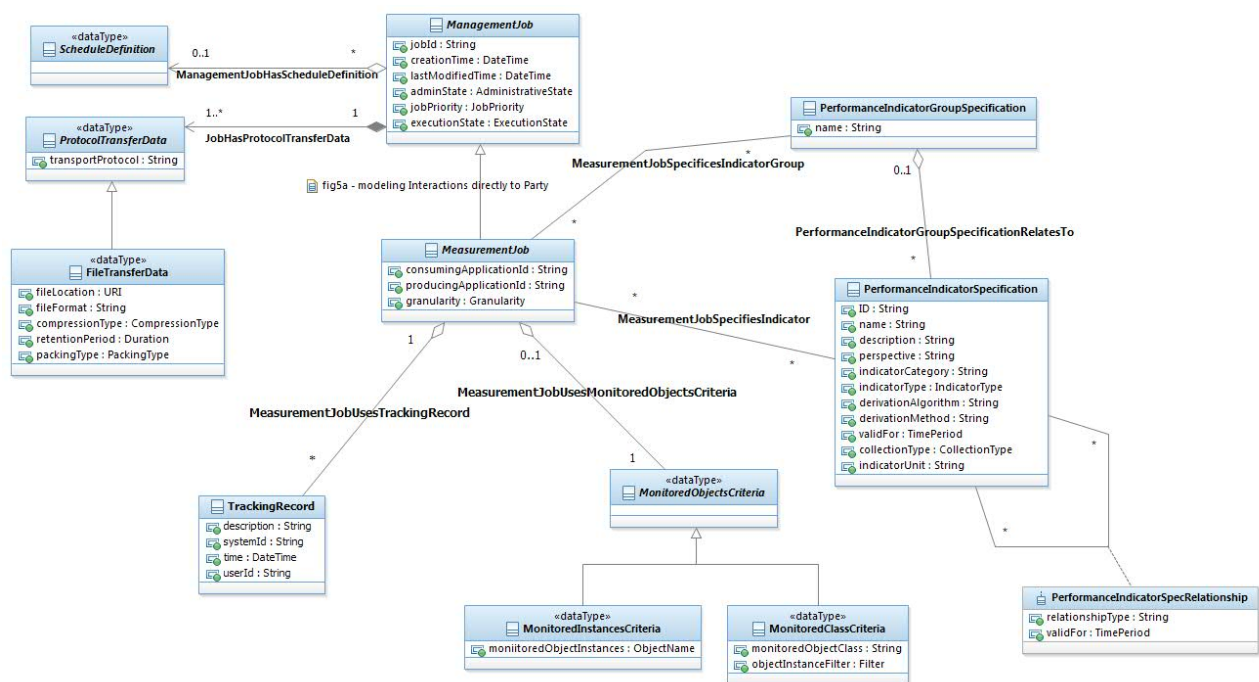 «dataType»
ScheduleDefinition
0..1
*
ManagementJobHasScheduleDefinition
ManagementJob
jobId : String
creationTime : DateTime
lastModifiedTime : DateTime
adminState : AdministrativeState
jobPriority : JobPriority
executionState : ExecutionState
«dataType»
ProtocolTransferData
transportProtocol : String
1..*
1
JobHasProtocolTransferData
PerformanceIndicatorGroupSpecification
name : String
*
MeasurementJobSpecificesIndicatorGroup
0..1
fig5a - modeling Interactions directly to Party
*
PerformanceIndicatorGroupSpecificationRelatesTo
*
«dataType»
FileTransferData
fileLocation : URI
fileFormat : String
compressionType : CompressionType
retentionPeriod : Duration
packingType : PackingType
MeasurementJob
consumingApplicationId : String
producingApplicationId : String
granularity : Granularity
*
MeasurementJobSpecifiesIndicator
*
PerformanceIndicatorSpecification
ID : String
name : String
description : String
perspective : String
indicatorCategory : String
indicatorType : IndicatorType
derivationAlgorithm : String
derivationMethod : String
validFor : TimePeriod
collectionType : CollectionType
indicatorUnit : String
1
0..1
MeasurementJobUsesMonitoredObjectsCriteria
MeasurementJobUsesTrackingRecord
*
1
*
*
TrackingRecord
description : String
systemId : String
time : DateTime
userId : String
«dataType»
MonitoredObjectsCriteria
«dataType»
MonitoredInstancesCriteria
moniitoredObjectInstances : ObjectName
«dataType»
MonitoredClassCriteria
monitoredObjectClass : String
objectInstanceFilter : Filter
PerformanceIndicatorSpecRelationship
relationshipType : String
validFor : TimePeriod